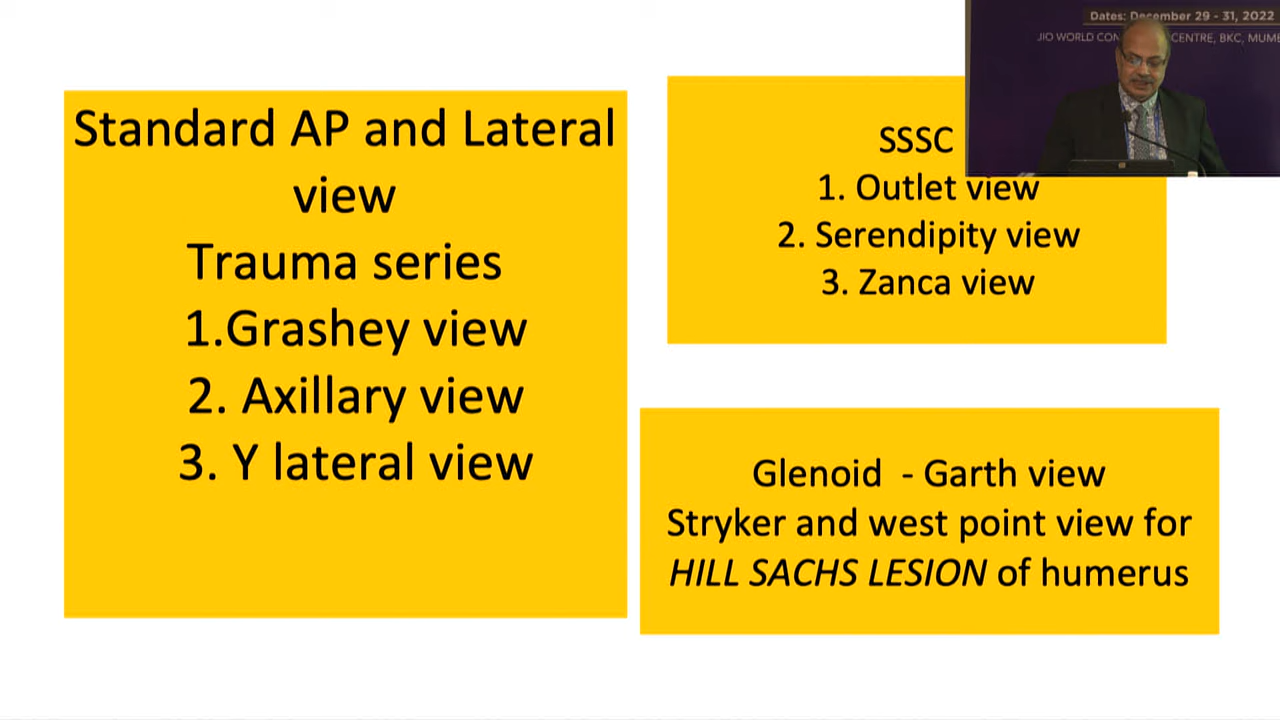 Standard AP and Lateral
view
Trauma series
1.Grashey view
2. Axillary view
3. Y lateral view
SSSC
1. Outlet view
2. Serendipity view
3. Zanca view
Glenoid - Garth view
Stryker and west point view for
HILL SACHS LESION of humerus
Dates: December 29 - 31, 2022
JIO WORLD CENTRE, BKC,